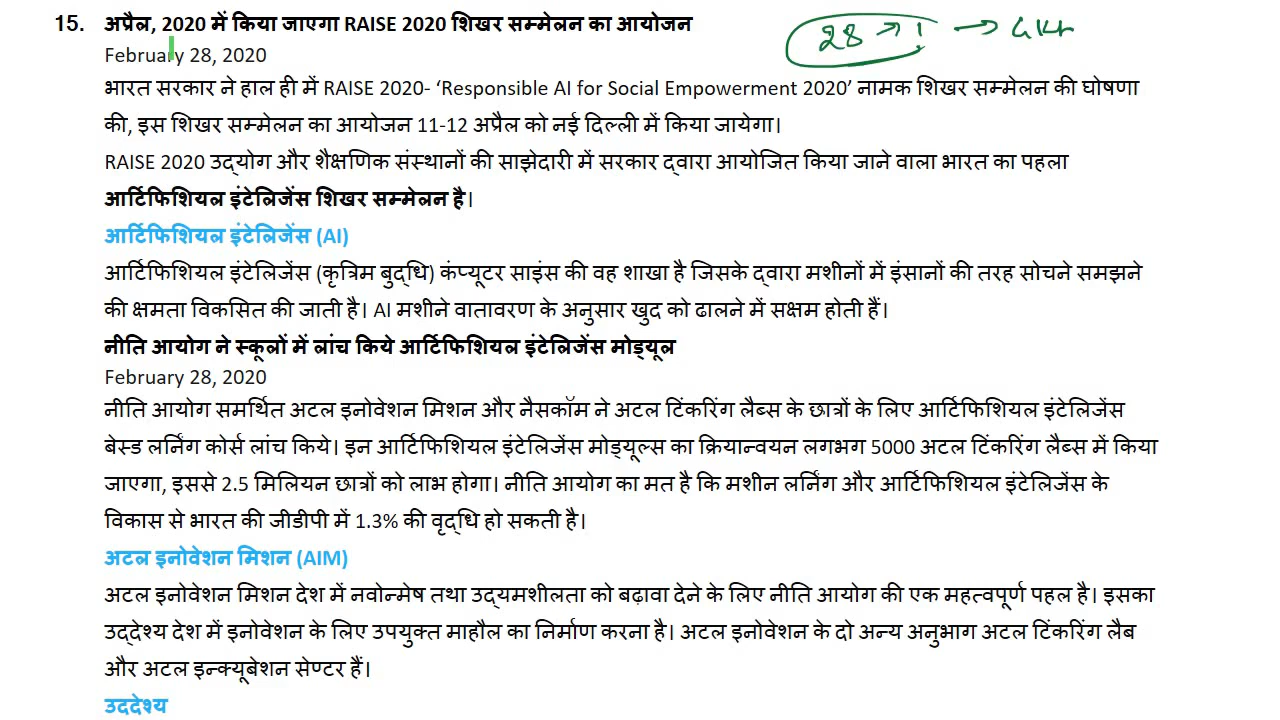 15. अप्रैल, 2020 में किया जाएगा RAISE 2020 शिखर सम्मेलन का आयोजन
28
February 28, 2020
भारत सरकार ने हाल ही में RAISE 2020- ‘Responsible AI for Social Empowerment 2020’ नामक शिखर सम्मेलन की घोषणा
की, इस शिखर सम्मेलन का आयोजन 11-12 अप्रैल को नई दिल्ली में किया जायेगा।
RAISE 2020 उद्योग और शैक्षणिक संस्थानों की साझेदारी में सरकार द्वारा आयोजित किया जाने वाला भारत का पहला
आर्टिफिशियल इंटेलिजेंस शिखर सम्मेलन है।
आर्टिफिशियल इंटेलिजेंस (AI)
आर्टिफिशियल इंटेलिजेंस (कृत्रिम बुद्धि) कंप्यूटर साइंस की वह शाखा है जिसके द्वारा मशीनों में इंसानों की तरह सोचने समझने
की क्षमता विकसित की जाती है। AI मशीने वातावरण के अनुसार खुद को ढालने में सक्षम होती हैं।
नीति आयोग ने स्कूलों में लांच किये आर्टिफिशियल इंटेलिजेंस मोड्यूल
February 28, 2020
नीति आयोग समर्थित अटल इनोवेशन मिशन और नैसकॉम ने अटल टिंकरिंग लैब्स के छात्रों के लिए आर्टिफिशियल इंटेलिजेंस
बेस्ड लर्निंग कोर्स लांच किये। इन आर्टिफिशियल इंटेलिजेंस मोड्यूल्स का क्रियान्वयन लगभग 5000 अटल टिंकरिंग लैब्स में किया
जाएगा, इससे 2.5 मिलियन छात्रों को लाभ होगा। नीति आयोग का मत है कि मशीन लर्निंग और आर्टिफिशियल इंटेलिजेंस के
विकास से भारत की जीडीपी में 1.3% की वृद्धि हो सकती है।
अटल इनोवेशन मिशन (AIM)
अटल इनोवेशन मिशन देश में नवोन्मेष तथा उद्यमशीलता को बढ़ावा देने के लिए नीति आयोग की एक महत्वपूर्ण पहल है। इसका
उद्देश्य देश में इनोवेशन के लिए उपयुक्त माहौल का निर्माण करना है। अटल इनोवेशन के दो अन्य अनुभाग अटल टिंकरिंग लैब
और अटल इन्क्यूबेशन सेण्टर हैं।
उददेश्य